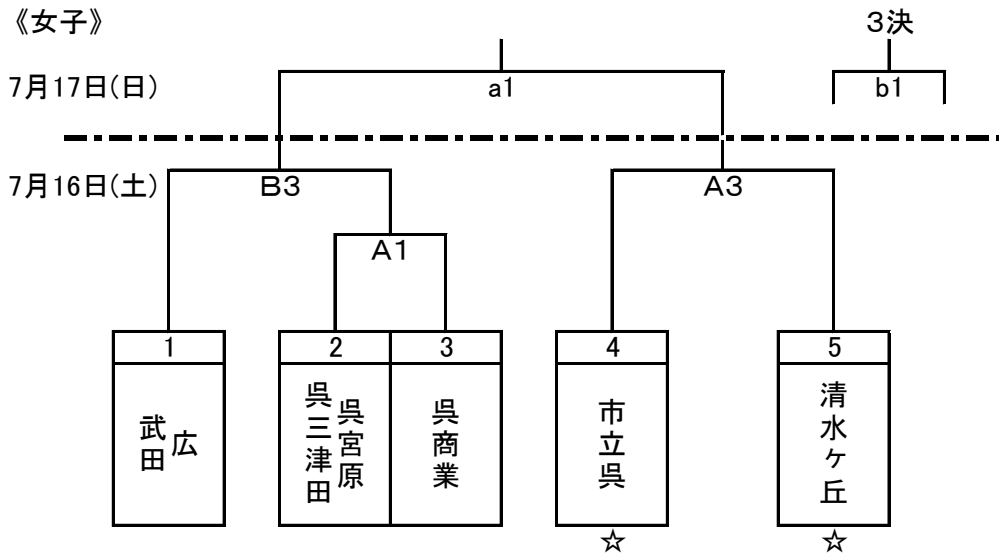 《女子》
3決
7月17日(日)
a1
b1
7月16日(土)
B3
A3
A1
1
2
3
4
5
広
武田
呉宮原
呉三津田
呉商業
市立呉
清水ヶ丘
☆
☆